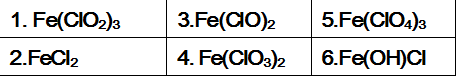 1. Fe(ClO₂)₃ 3.Fe(ClO)₂ 5.Fe(ClO₄)₃
2.FeCl₂ 4. Fe(ClO₃)₂ 6.Fe(OH)Cl